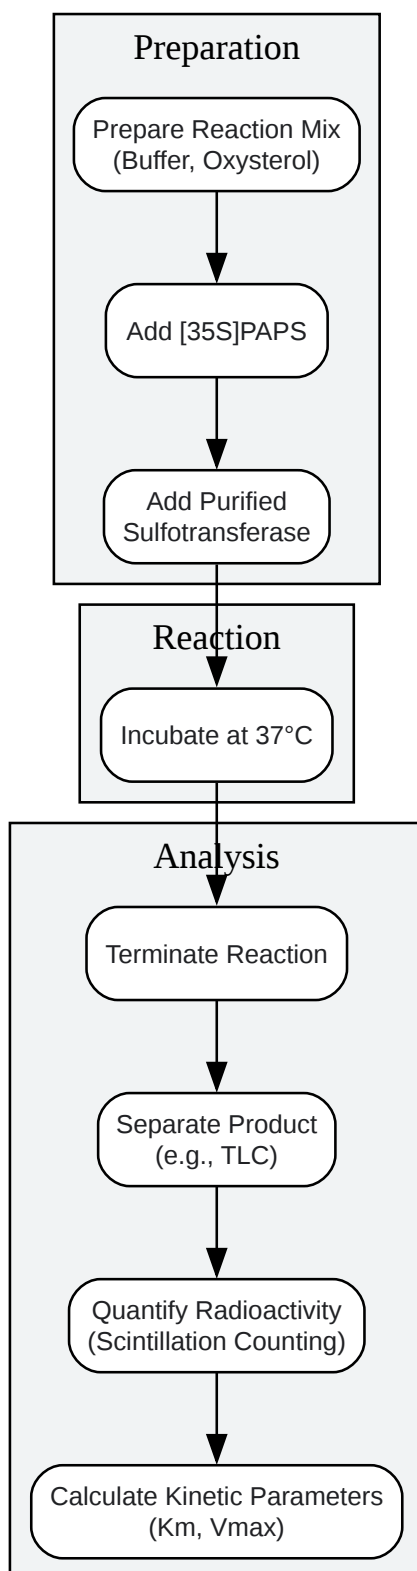 Preparation
Prepare Reaction Mix
(Buffer, Oxysterol)
Add [35S]PAPS
Add Purified
Sulfotransferase
Reaction
Incubate at 37°C
Analysis
Terminate Reaction
Separate Product
(e.g., TLC)
Quantify Radioactivity
(Scintillation Counting)
Calculate Kinetic Parameters
(Km, Vmax)